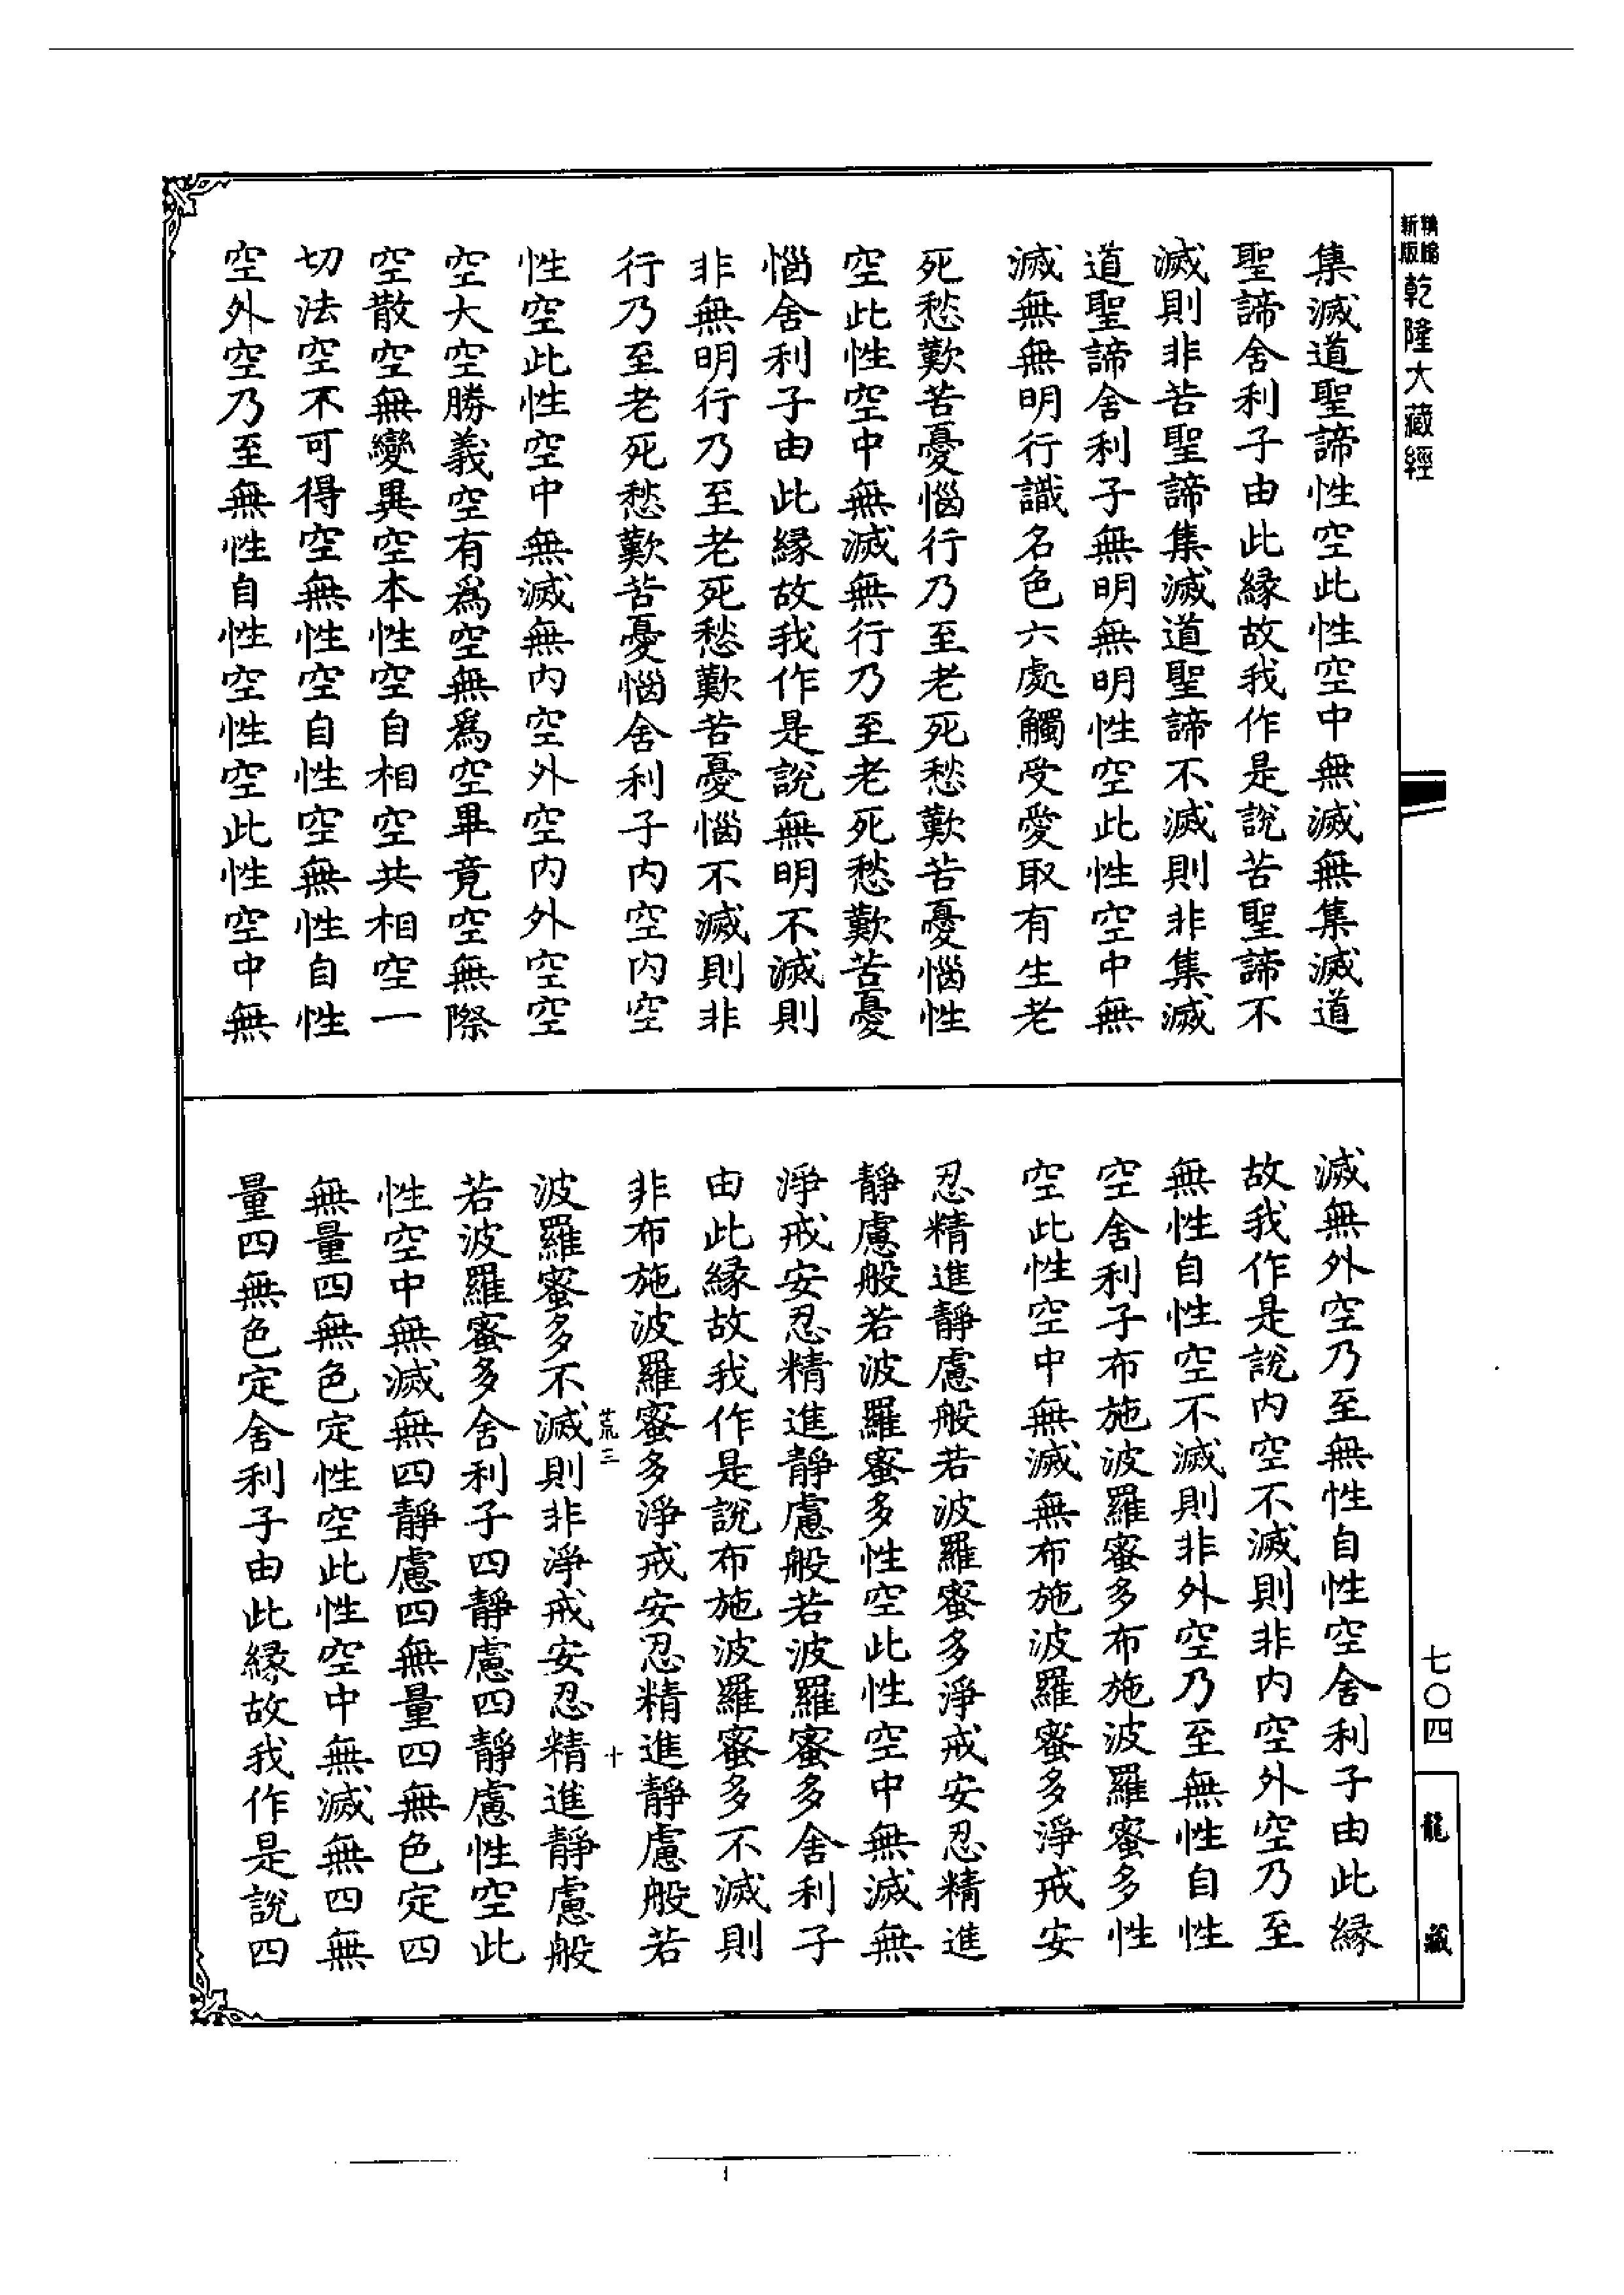 新版
精縮
乾隆大藏經
集滅道聖諦性空此性空中無滅無集滅道
聖諦舍利子由此緣故我作是說苦聖諦不
滅則非苦聖諦集滅道聖諦不滅則非集滅
道聖諦舍利子無明無明性空此性空中無
滅無無明行識名色六處觸受愛取有生老
死愁歎苦憂惱行乃至老死愁歎苦憂惱性
空此性空中無滅無行乃至老死愁歎苦憂
惱舍利子由此緣故我作是說無明不滅則
非無明行乃至老死愁歎苦憂惱不滅則非
行乃至老死愁歎苦憂惱舍利子內空內空
性空此性空中無滅無內空外空內外空空
空大空勝義空有為空無為空畢竟空無際
空散空無變異空本性空自相空共相空一
切法空不可得空無性空自性空無性自性
空外空乃至無性自性空性空此性空中無
滅無外空乃至無性自性空舍利子由此緣
故我作是說內空不滅則非內空外空乃至
無性自性空不滅則非外空乃至無性自性
空舍利子布施波羅蜜多布施波羅蜜多性
空此性空中無滅無布施波羅蜜多淨戒安
忍精進靜慮般若波羅蜜多淨戒安忍精進
靜慮般若波羅蜜多性空此性空中無滅無
淨戒安忍精進靜慮般若波羅蜜多舍利子
由此緣故我作是說布施波羅蜜多不滅則
非布施波羅蜜多淨戒安忍精進靜慮般若
荒三 十
波羅蜜多不滅則非淨戒安忍精進靜慮般
若波羅蜜多舍利子四靜慮四靜慮性空此
性空中無滅無四靜慮四無量四無色定四
無量四無色定性空此性空中無滅無四無
量四無色定舍利子由此緣故我作是說四
七〇四
龍藏